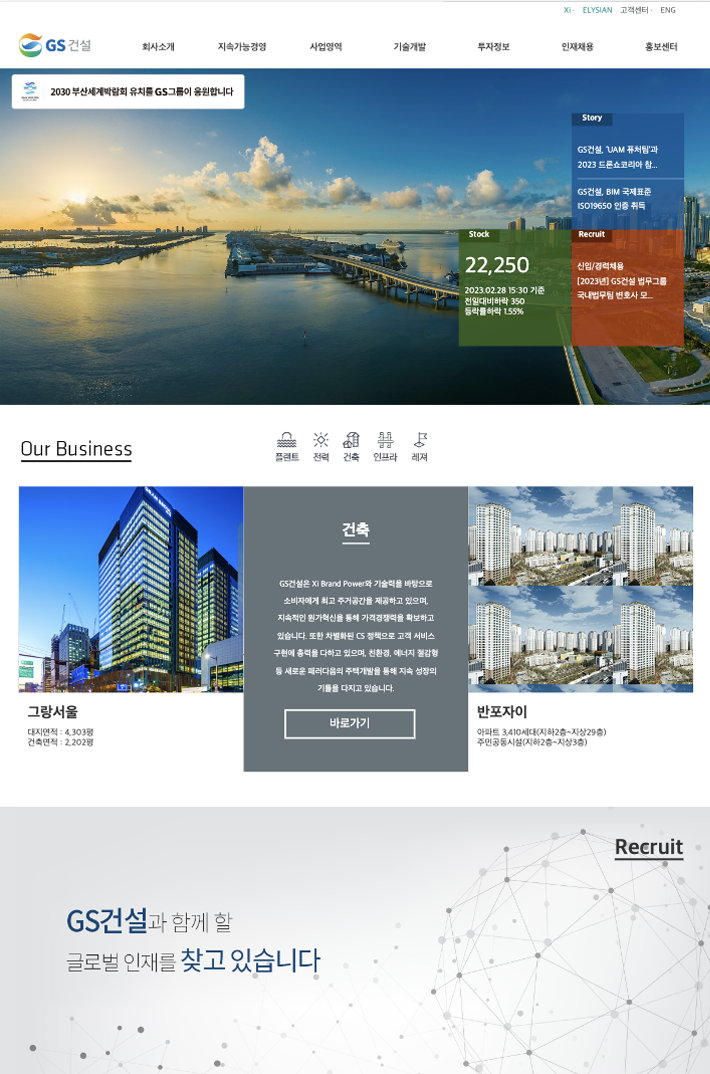 Xi · ELYSIAN 고객센터 · ENG
GS건설
회사소개 지속가능경영 사업영역 기술개발 투자정보 인재채용 홍보센터
2030 부산세계박람회 유치를 GS그룹이 응원합니다
Story
GS건설, 'UAM 퓨처팀'과
2023 드론쇼코리아 참...
GS건설, BIM 국제표준
ISO19650 인증 취득
Stock
22,250
2023.02.28 15:30 기준
전일대비하락 350
등락률하락 1.55%
Recruit
신입/경력채용
[2023년] GS건설 법무그룹
국내법무팀 변호사 모...
Our Business
플랜트 전력 건축 인프라 레져
그랑서울
대지면적 : 4,303평
건축면적 : 2,202평
건축
GS건설은 Xi Brand Power와 기술력을 바탕으로
소비자에게 최고 주거공간을 제공하고 있으며,
지속적인 원가혁신을 통해 가격경쟁력을 확보하고
있습니다. 또한 차별화된 CS 정책으로 고객 서비스
구현에 총력을 다하고 있으며, 친환경, 에너지 절감형
등 새로운 패러다음의 주택개발을 통해 지속 성장의
기틀을 다지고 있습니다.
바로가기
반포자이
아파트 3,410세대(지하2층~지상29층)
주민공동시설(지하2층~지상3층)
Recruit
GS건설과 함께 할
글로벌 인재를 찾고 있습니다